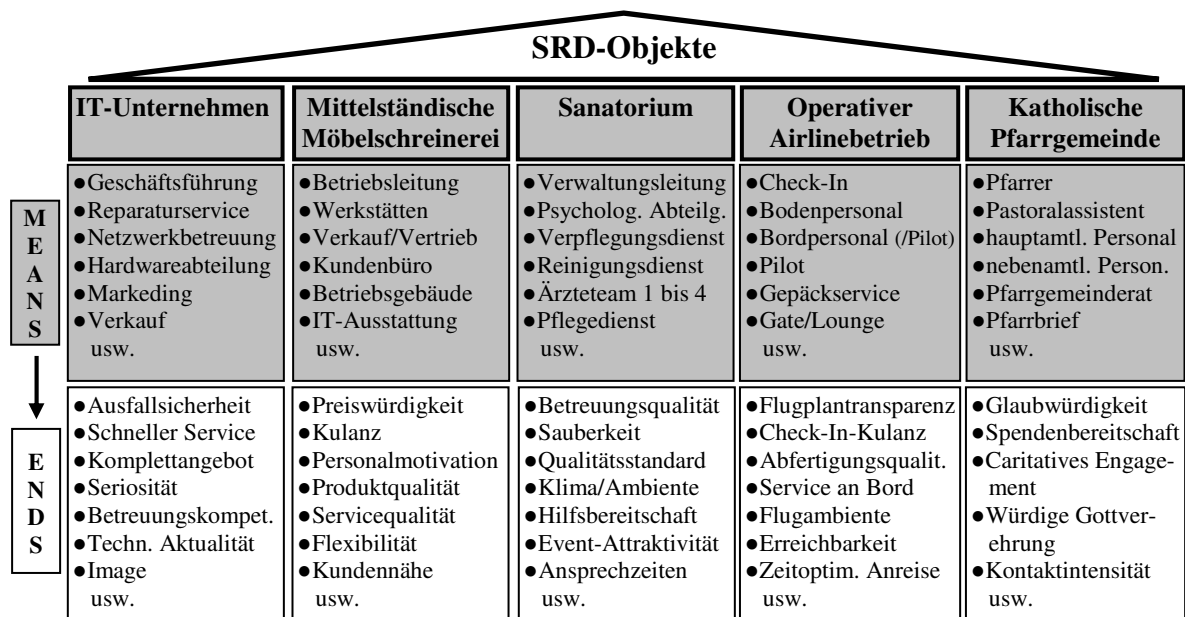 SRD-Objekte
IT-Unternehmen
Mittelständische
Möbelschreinerei
Sanatorium
Operativer
Airlinebetrieb
Katholische
Pfarrgemeinde
MEANS
●Geschäftsführung
●Reparaturservice
●Netzwerkbetreuung
●Hardwareabteilung
●Markeding
●Verkauf
usw.
●Betriebsleitung
●Werkstätten
●Verkauf/Vertrieb
●Kundenbüro
●Betriebsgebäude
●IT-Ausstattung
usw.
●Verwaltungsleitung
●Psycholog. Abteilg.
●Verpflegungsdienst
●Reinigungsdienst
●Ärzteteam 1 bis 4
●Pflegedienst
usw.
●Check-In
●Bodenpersonal
●Bordpersonal (/Pilot)
●Pilot
●Gepäckservice
●Gate/Lounge
usw.
●Pfarrer
●Pastoralassistent
●hauptamtl. Personal
●nebenamtl. Person.
●Pfarrgemeinderat
●Pfarrbrief
usw.
ENDS
●Ausfallsicherheit
●Schneller Service
●Komplettangebot
●Seriosität
●Betreuungskompet.
●Techn. Aktualität
●Image
usw.
●Preiswürdigkeit
●Kulanz
●Personalmotivation
●Produktqualität
●Servicequalität
●Flexibilität
●Kundennähe
usw.
●Betreuungsqualität
●Sauberkeit
●Qualitätsstandard
●Klima/Ambiente
●Hilfsbereitschaft
●Event-Attraktivität
●Ansprechzeiten
usw.
●Flugplantransparenz
●Check-In-Kulanz
●Abfertigungsqualit.
●Service an Bord
●Flugambiente
●Erreichbarkeit
●Zeitoptim. Anreise
usw.
●Glaubwürdigkeit
●Spendenbereitschaft
●Caritatives Engage-
ment
●Würdige Gottver-
ehrung
●Kontaktintensität
usw.